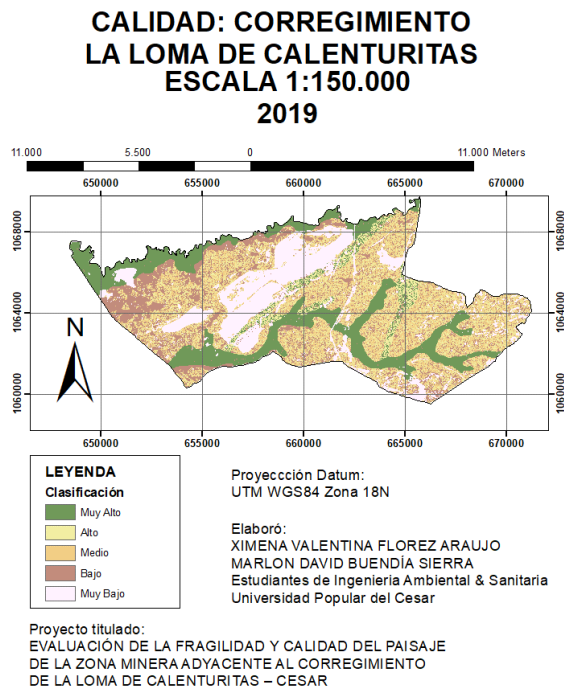 CALIDAD: CORREGIMIENTO
LA LOMA DE CALENTURITAS
ESCALA 1:150.000
2019
11.000 5.500 0 11.000 Meters
650000 655000 660000 665000 670000
1068000 1068000
1064000 1064000
N
1060000 1060000
650000 655000 660000 665000 670000
LEYENDA
Clasificación
Muy Alto
Alto
Medio
Bajo
Muy Bajo
Proyeccción Datum:
UTM WGS84 Zona 18N
Elaboró:
XIMENA VALENTINA FLOREZ ARAUJO
MARLON DAVID BUENDÍA SIERRA
Estudiantes de Ingenieria Ambiental & Sanitaria
Universidad Popular del Cesar
Proyecto titulado:
EVALUACIÓN DE LA FRAGILIDAD Y CALIDAD DEL PAISAJE
DE LA ZONA MINERA ADYACENTE AL CORREGIMIENTO
DE LA LOMA DE CALENTURITAS – CESAR